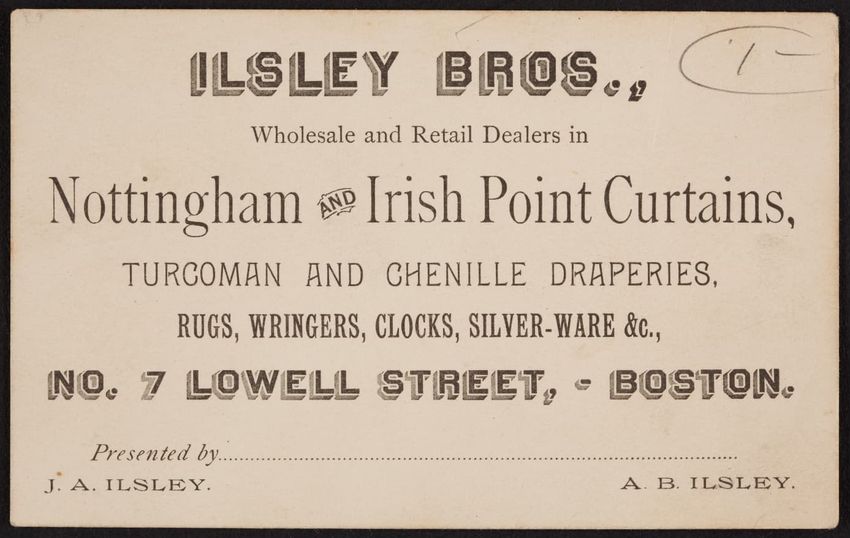 ILSLEY BROS.,
Wholesale and Retail Dealers in
Nottingham AND Irish Point Curtains,
TURCOMAN AND CHENILLE DRAPERIES,
RUGS, WRINGERS, CLOCKS, SILVER-WARE &c.,
NO. 7 LOWELL STREET, - BOSTON.
Presented by
J. A. ILSLEY. A. B. ILSLEY.